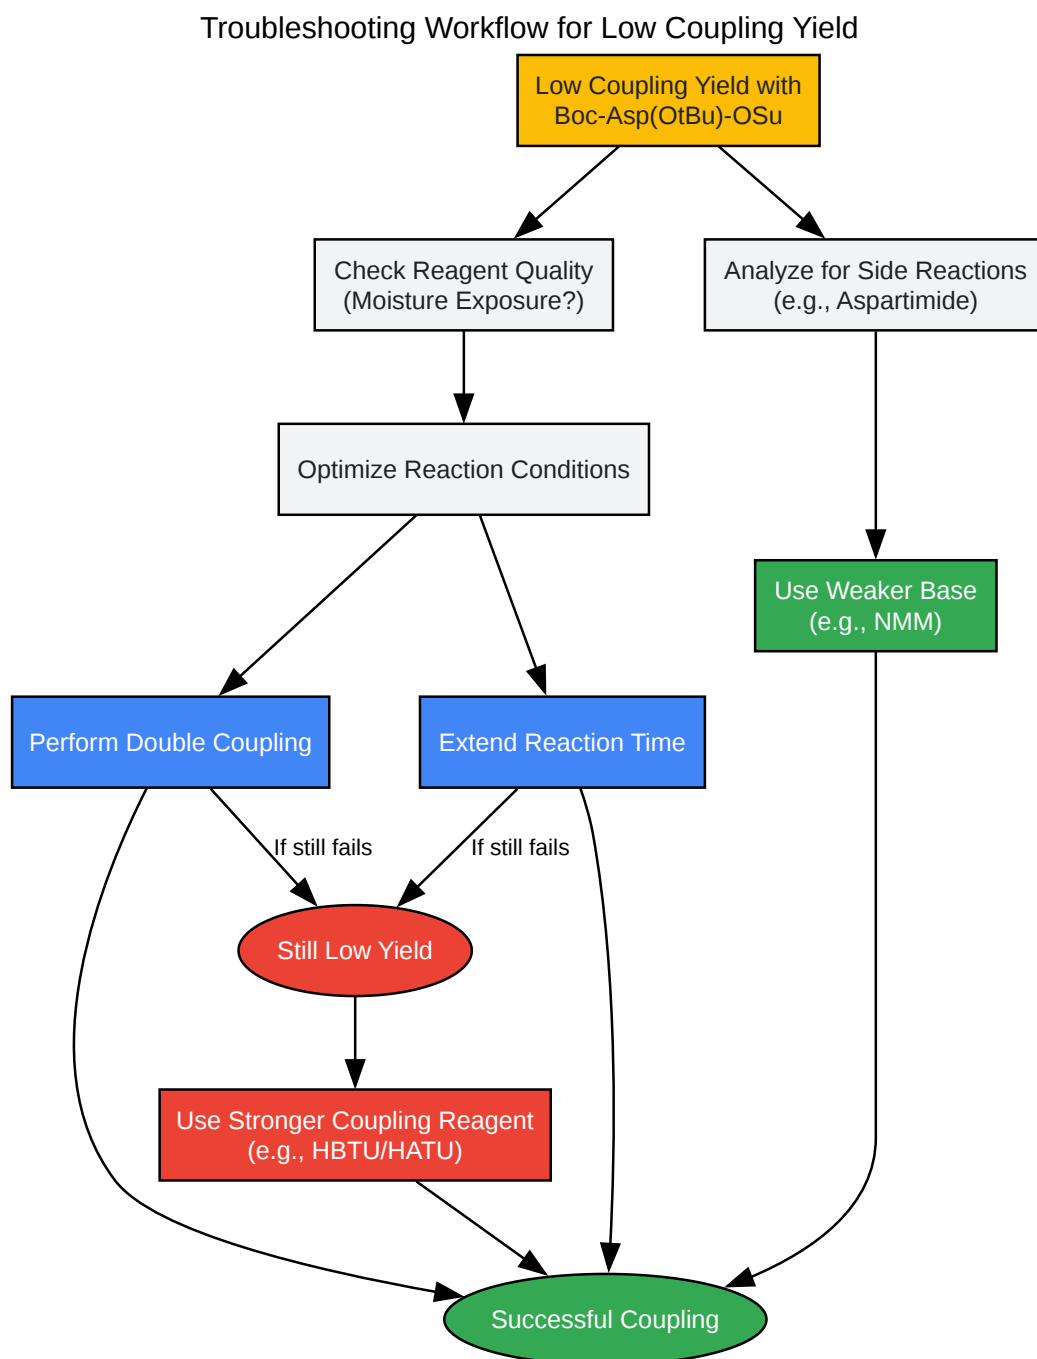 Troubleshooting Workflow for Low Coupling Yield
Low Coupling Yield with
Boc-Asp(OtBu)-OSu
Check Reagent Quality
(Moisture Exposure?)
Analyze for Side Reactions
(e.g., Aspartimide)
Optimize Reaction Conditions
Use Weaker Base
(e.g., NMM)
Perform Double Coupling
Extend Reaction Time
If still fails
If still fails
Still Low Yield
Use Stronger Coupling Reagent
(e.g., HBTU/HATU)
Successful Coupling